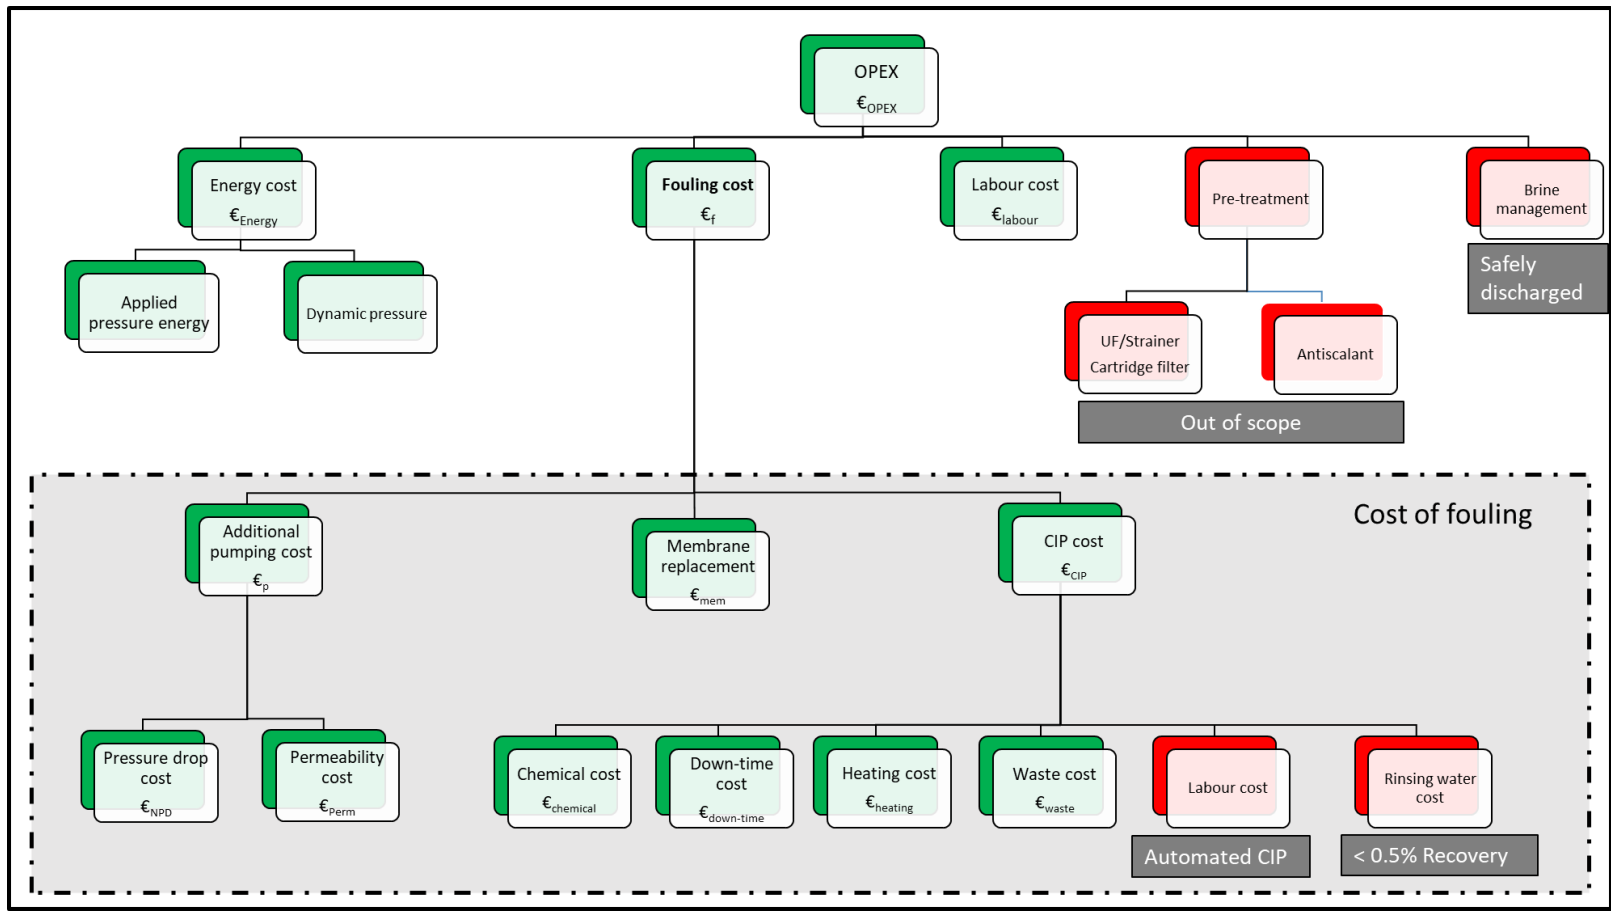 OPEX
€OPEX
Energy cost
€Energy
Fouling cost
€f
Labour cost
€labour
Pre-treatment
Brine
management
Safely
discharged
Applied
pressure energy
Dynamic pressure
UF/Strainer
Cartridge filter
Antiscalant
Out of scope
Cost of fouling
Additional
pumping cost
€p
Membrane
replacement
€mem
CIP cost
€CIP
Pressure drop
cost
€NPD
Permeability
cost
€Perm
Chemical cost
€chemical
Down-time
cost
€down-time
Heating cost
€heating
Waste cost
€waste
Labour cost
Rinsing water
cost
Automated CIP
< 0.5% Recovery